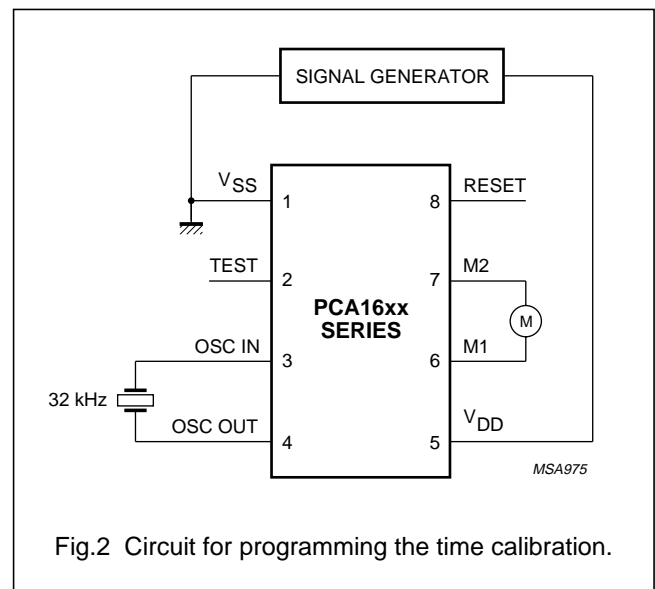 SIGNAL GENERATOR
VSS
1
8
RESET
TEST
2
7
M2
PCA16xx
SERIES
M
OSC IN
3
6
M1
32 kHz
OSC OUT
4
5
VDD
MSA975
Fig.2 Circuit for programming the time calibration.